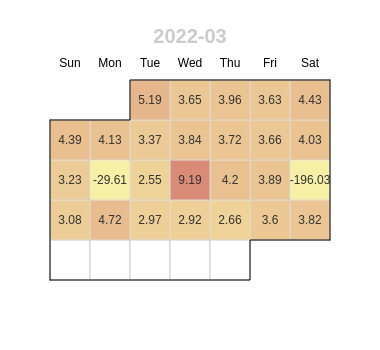 2022-03
Sun Mon Tue Wed Thu Fri Sat
5.19 3.65 3.96 3.63 4.43
4.39 4.13 3.37 3.84 3.72 3.66 4.03
3.23 -29.61 2.55 9.19 4.2 3.89 -196.03
3.08 4.72 2.97 2.92 2.66 3.6 3.82